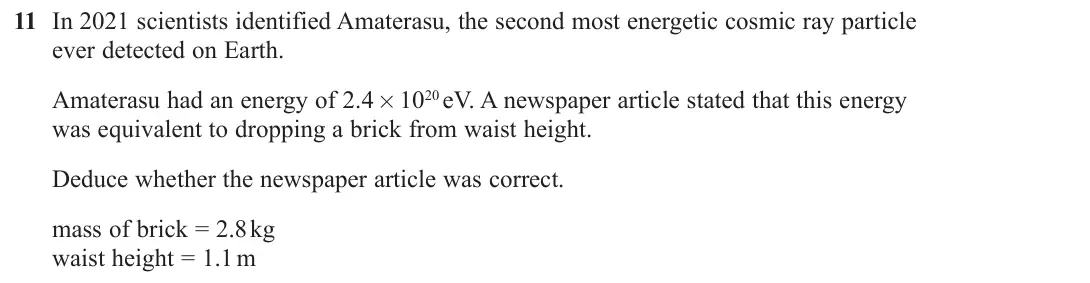 11 In 2021 scientists identified Amaterasu, the second most energetic cosmic ray particle
ever detected on Earth.
Amaterasu had an energy of 2.4 × 10²⁰ eV. A newspaper article stated that this energy
was equivalent to dropping a brick from waist height.
Deduce whether the newspaper article was correct.
mass of brick = 2.8 kg
waist height = 1.1 m